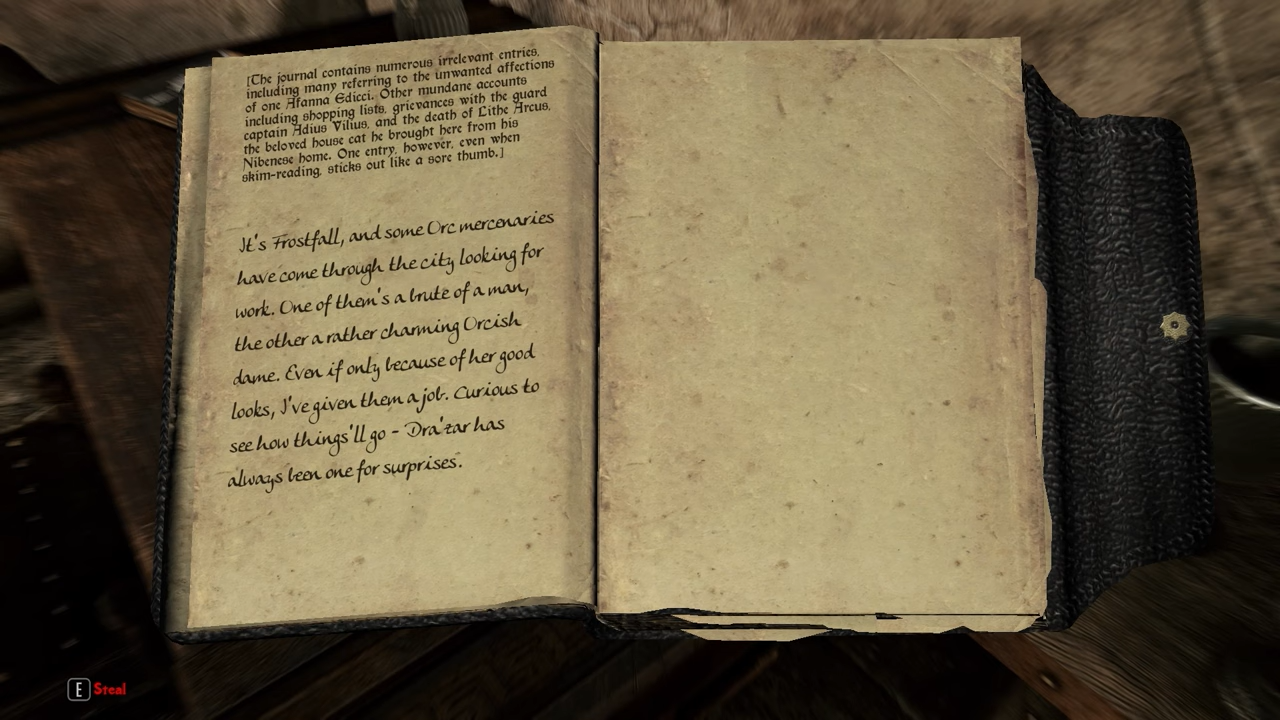 [The journal contains numerous irrelevant entries,
including many referring to the unwanted affections
of one Afanna Edicci. Other mundane accounts
including shopping lists, grievances with the guard
captain Adius Vilius, and the death of Lithe Arcus,
the beloved house cat he brought here from his
Nibenese home. One entry, however, even when
skim-reading, sticks out like a sore thumb.]
It's Frostfall, and some Orc mercenaries
have come through the city looking for
work. One of them's a brute of a man,
the other a rather charming Orcish
dame. Even if only because of her good
looks, I've given them a job. Curious to
see how things'll go - Dra'zar has
always been one for surprises.
E Steal